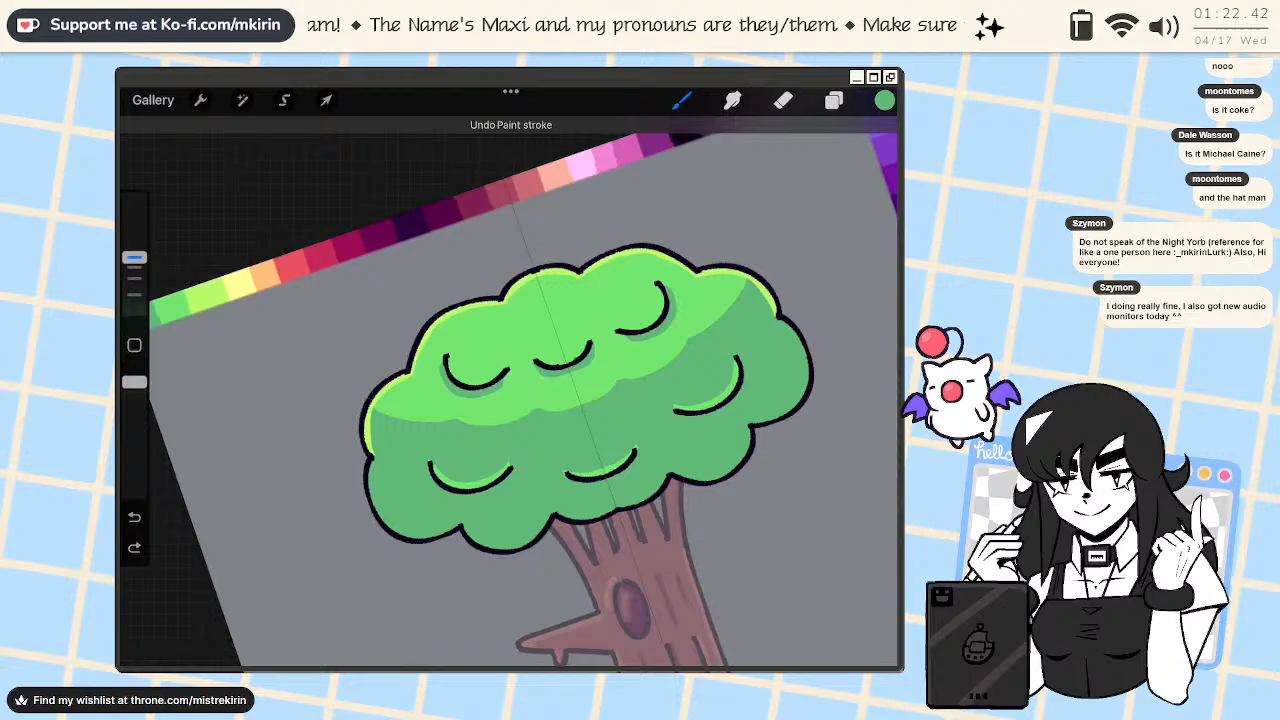 Support me at Ko-fi.com/mkirin
am! ◆ The Name's Maxi and my pronouns are they/them ◆ Make sure
01:22.42
04/17 Wed
Gallery
Undo Paint stroke
nooo
moontomes
is it coke?
Dale Wasson
Is it Michael Caine?
moontomes
and the hat man
Szymon
Do not speak of the Night Yorb (reference for
like a one person here :_mkirinLurk:) Also, Hi
everyone!
Szymon
I doing really fine, I also got new audio
monitors today ^^
hello
Find my wishlist at throne.com/mistrekirin